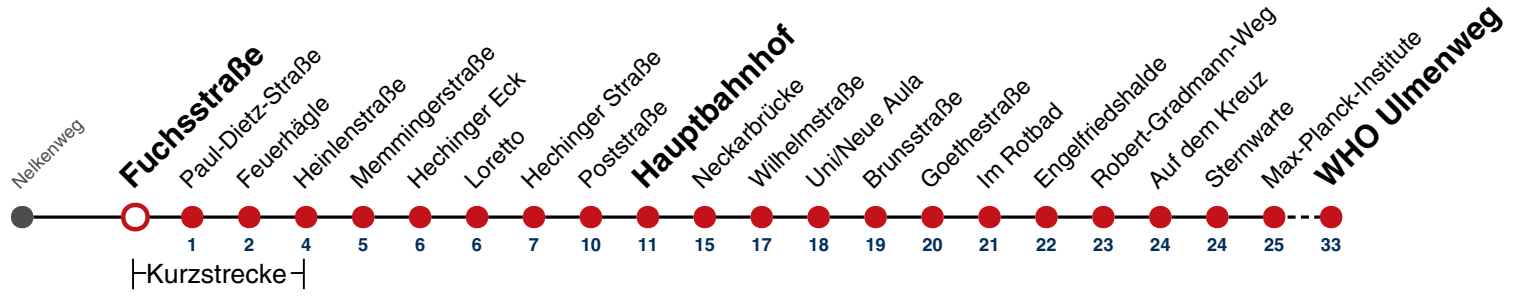 Nelkenweg
Fuchsstraße
Paul-Dietz-Straße
Feuerhägle
Heinlenstraße
Memmingerstraße
Hechinger Eck
Loretto
Hechinger Straße
Poststraße
Hauptbahnhof
Neckarbrücke
Wilhelmstraße
Uni/Neue Aula
Brunsstraße
Goethestraße
Im Rotbad
Engelfriedshalde
Robert-Gradmann-Weg
Auf dem Kreuz
Sternwarte
Max-Planck-Institute
WHO Ulmenweg
1 2 4 5 6 6 7 10 11 15 17 18 19 20 21 22 23 24 24 25 33
Kurzstrecke